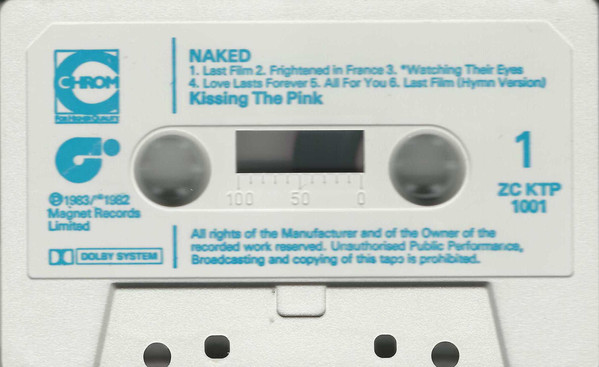 NAKED
1. Last Film 2. Frightened in France 3. *Watching Their Eyes
4. Love Lasts Forever 5. All For You 6. Last Film (Hymn Version)
Kissing The Pink
CHROM
1
ZC KTP
1001
100 50 0
℗1983/*1982
Magnet Records
Limited
DOLBY SYSTEM
All rights of the Manufacturer and of the Owner of the
recorded work reserved. Unauthorised Public Performance,
Broadcasting and copying of this tape is prohibited.